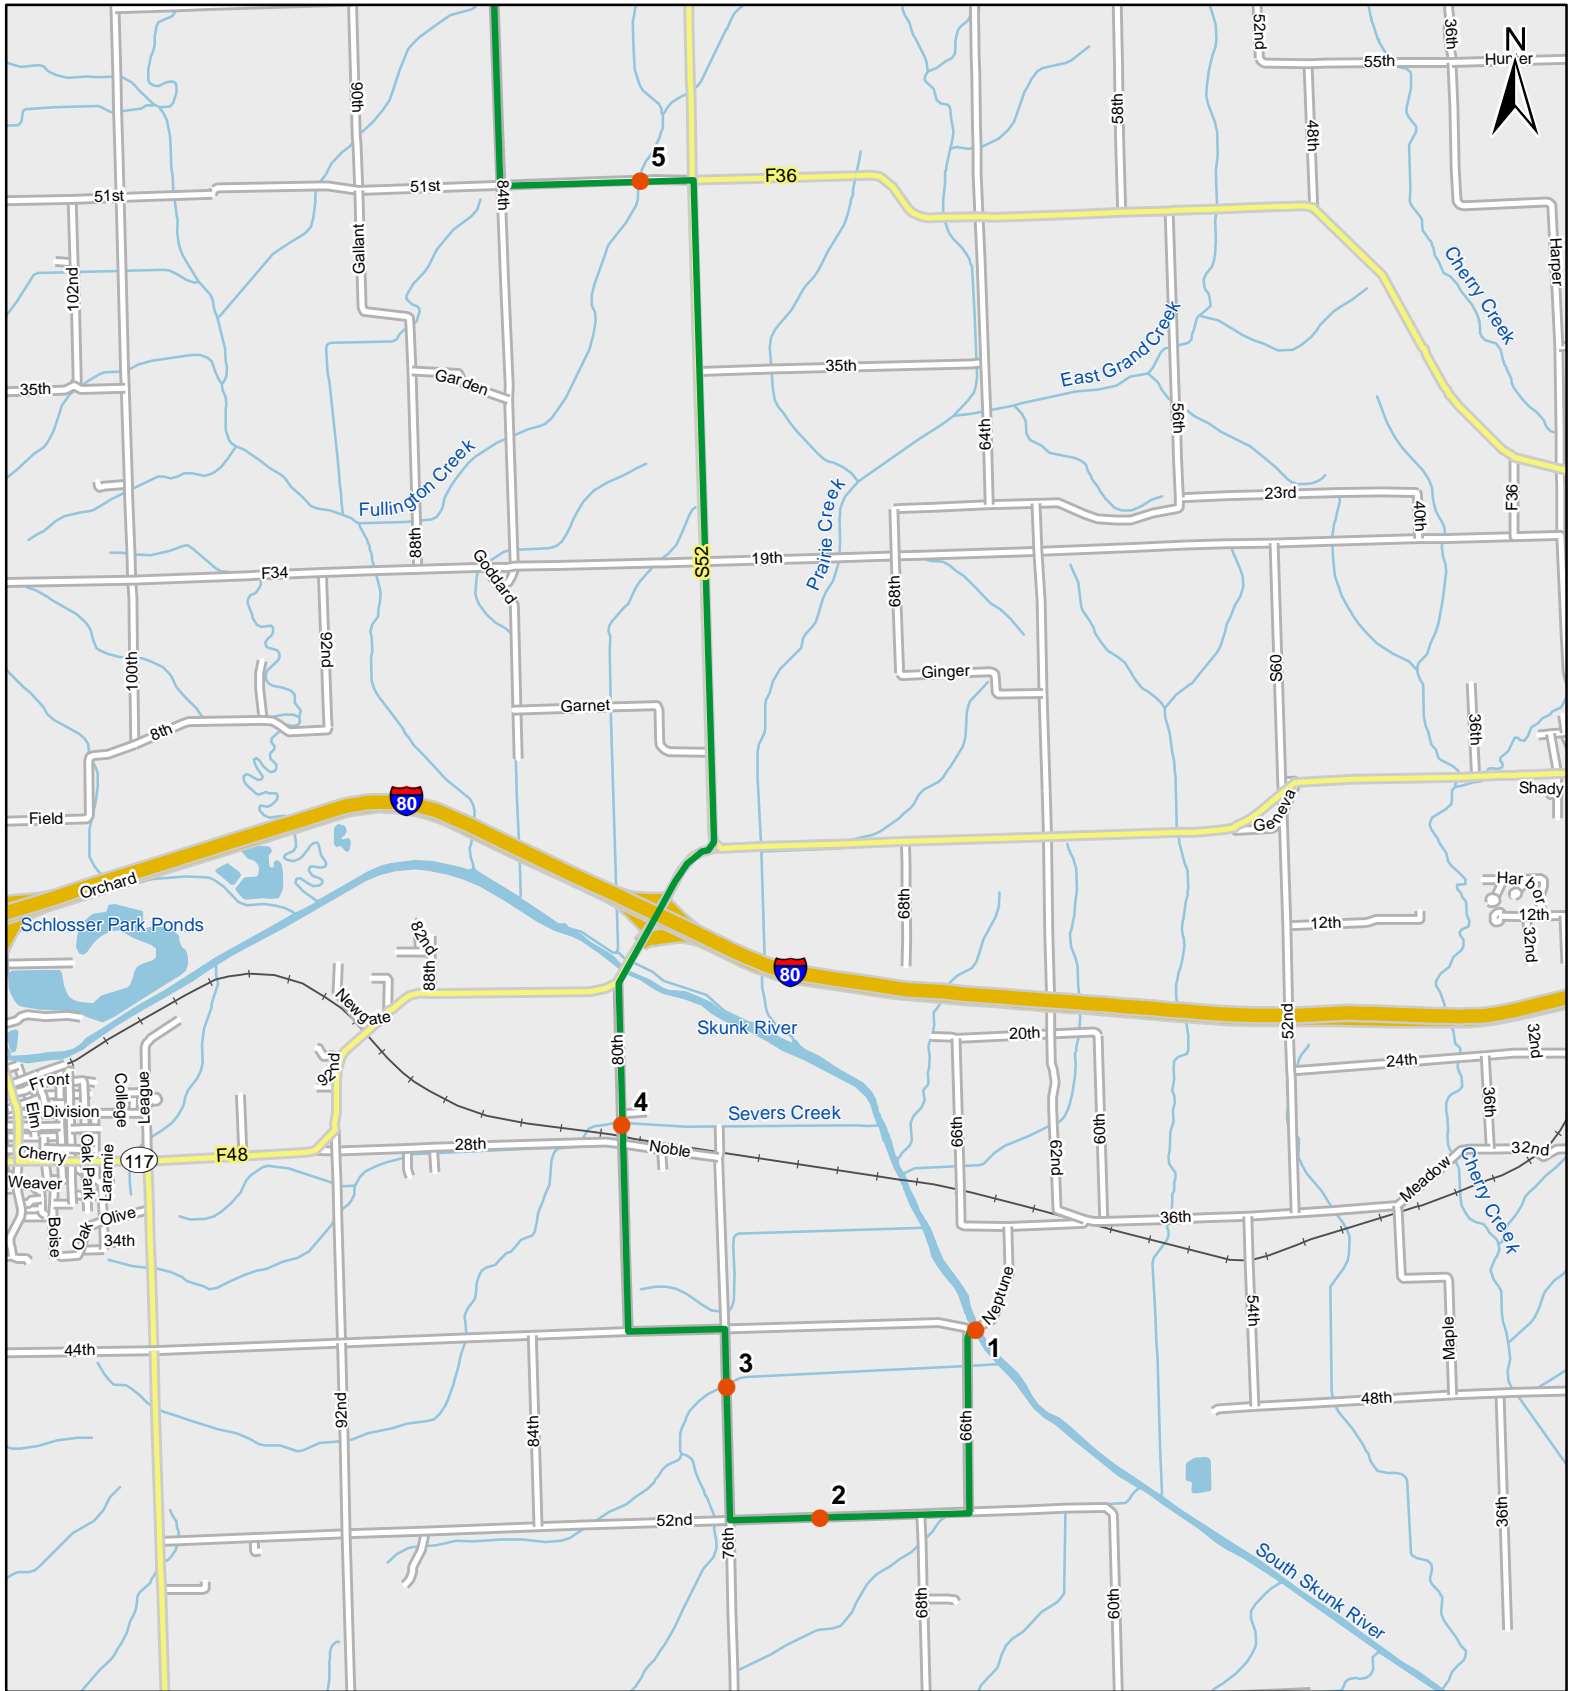 52nd
36th
N
55th
Hunter
90th
58th
48th
5
51st
51st
84th
F36
Gallant
102nd
Harper
Cherry Creek
East Grand Creek
35th
35th
Garden
56th
64th
Fullington Creek
Prairie Creek
23rd
F36
40th
88th
S52
19th
F34
Goddard
68th
92nd
100th
Ginger
S60
Garnet
36th
8th
80
Shady
Field
Geneva
Orchard
Harbor
68th
Schlosser Park Ponds
12th
12th
32nd
82nd
88th
80
Newgate
Skunk River
52nd
20th
32nd
80th
24th
92nd
Front
College
League
Elm
Division
4
Severs Creek
36th
66th
60th
62nd
28th
Noble
Cherry
117
F48
Oak Park
Laramie
32nd
Weaver
Meadow
Cherry Creek
Olive
36th
Boise
Oak
34th
Neptune
54th
Maple
44th
1
3
48th
92nd
84th
66th
2
36th
52nd
76th
South Skunk River
68th
60th